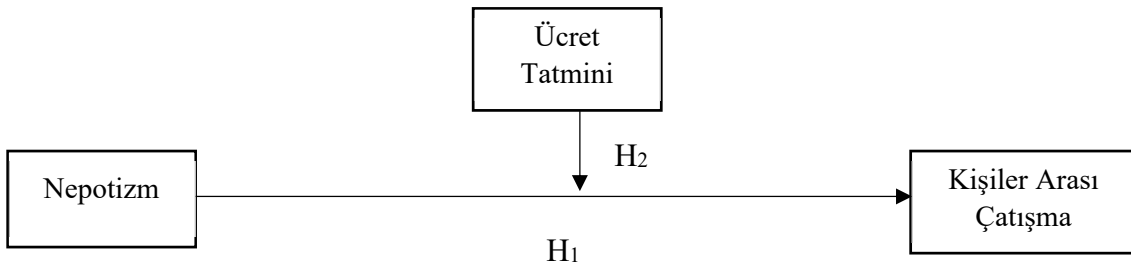 Ücret
Tatmini
H2
Nepotizm
Kişiler Arası
Çatışma
H1